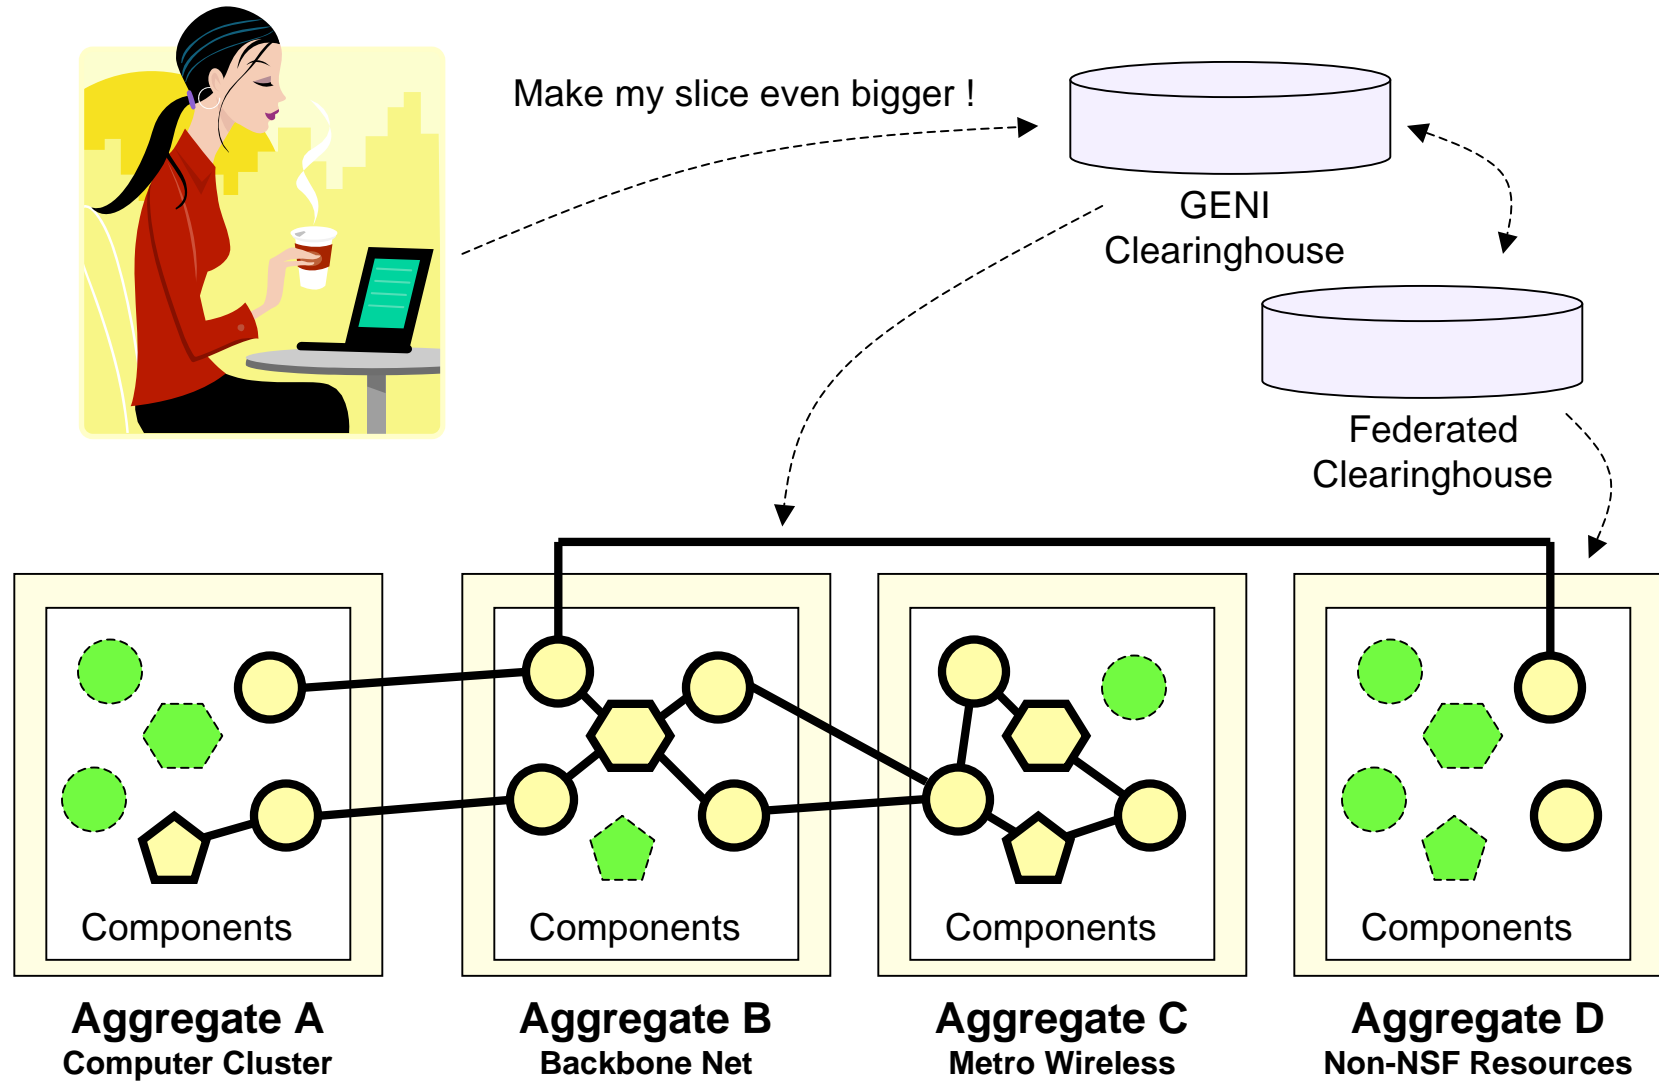 Make my slice even bigger !
GENI
Clearinghouse
Federated
Clearinghouse
Components
Components
Components
Components
Aggregate A
Computer Cluster
Aggregate B
Backbone Net
Aggregate C
Metro Wireless
Aggregate D
Non-NSF Resources